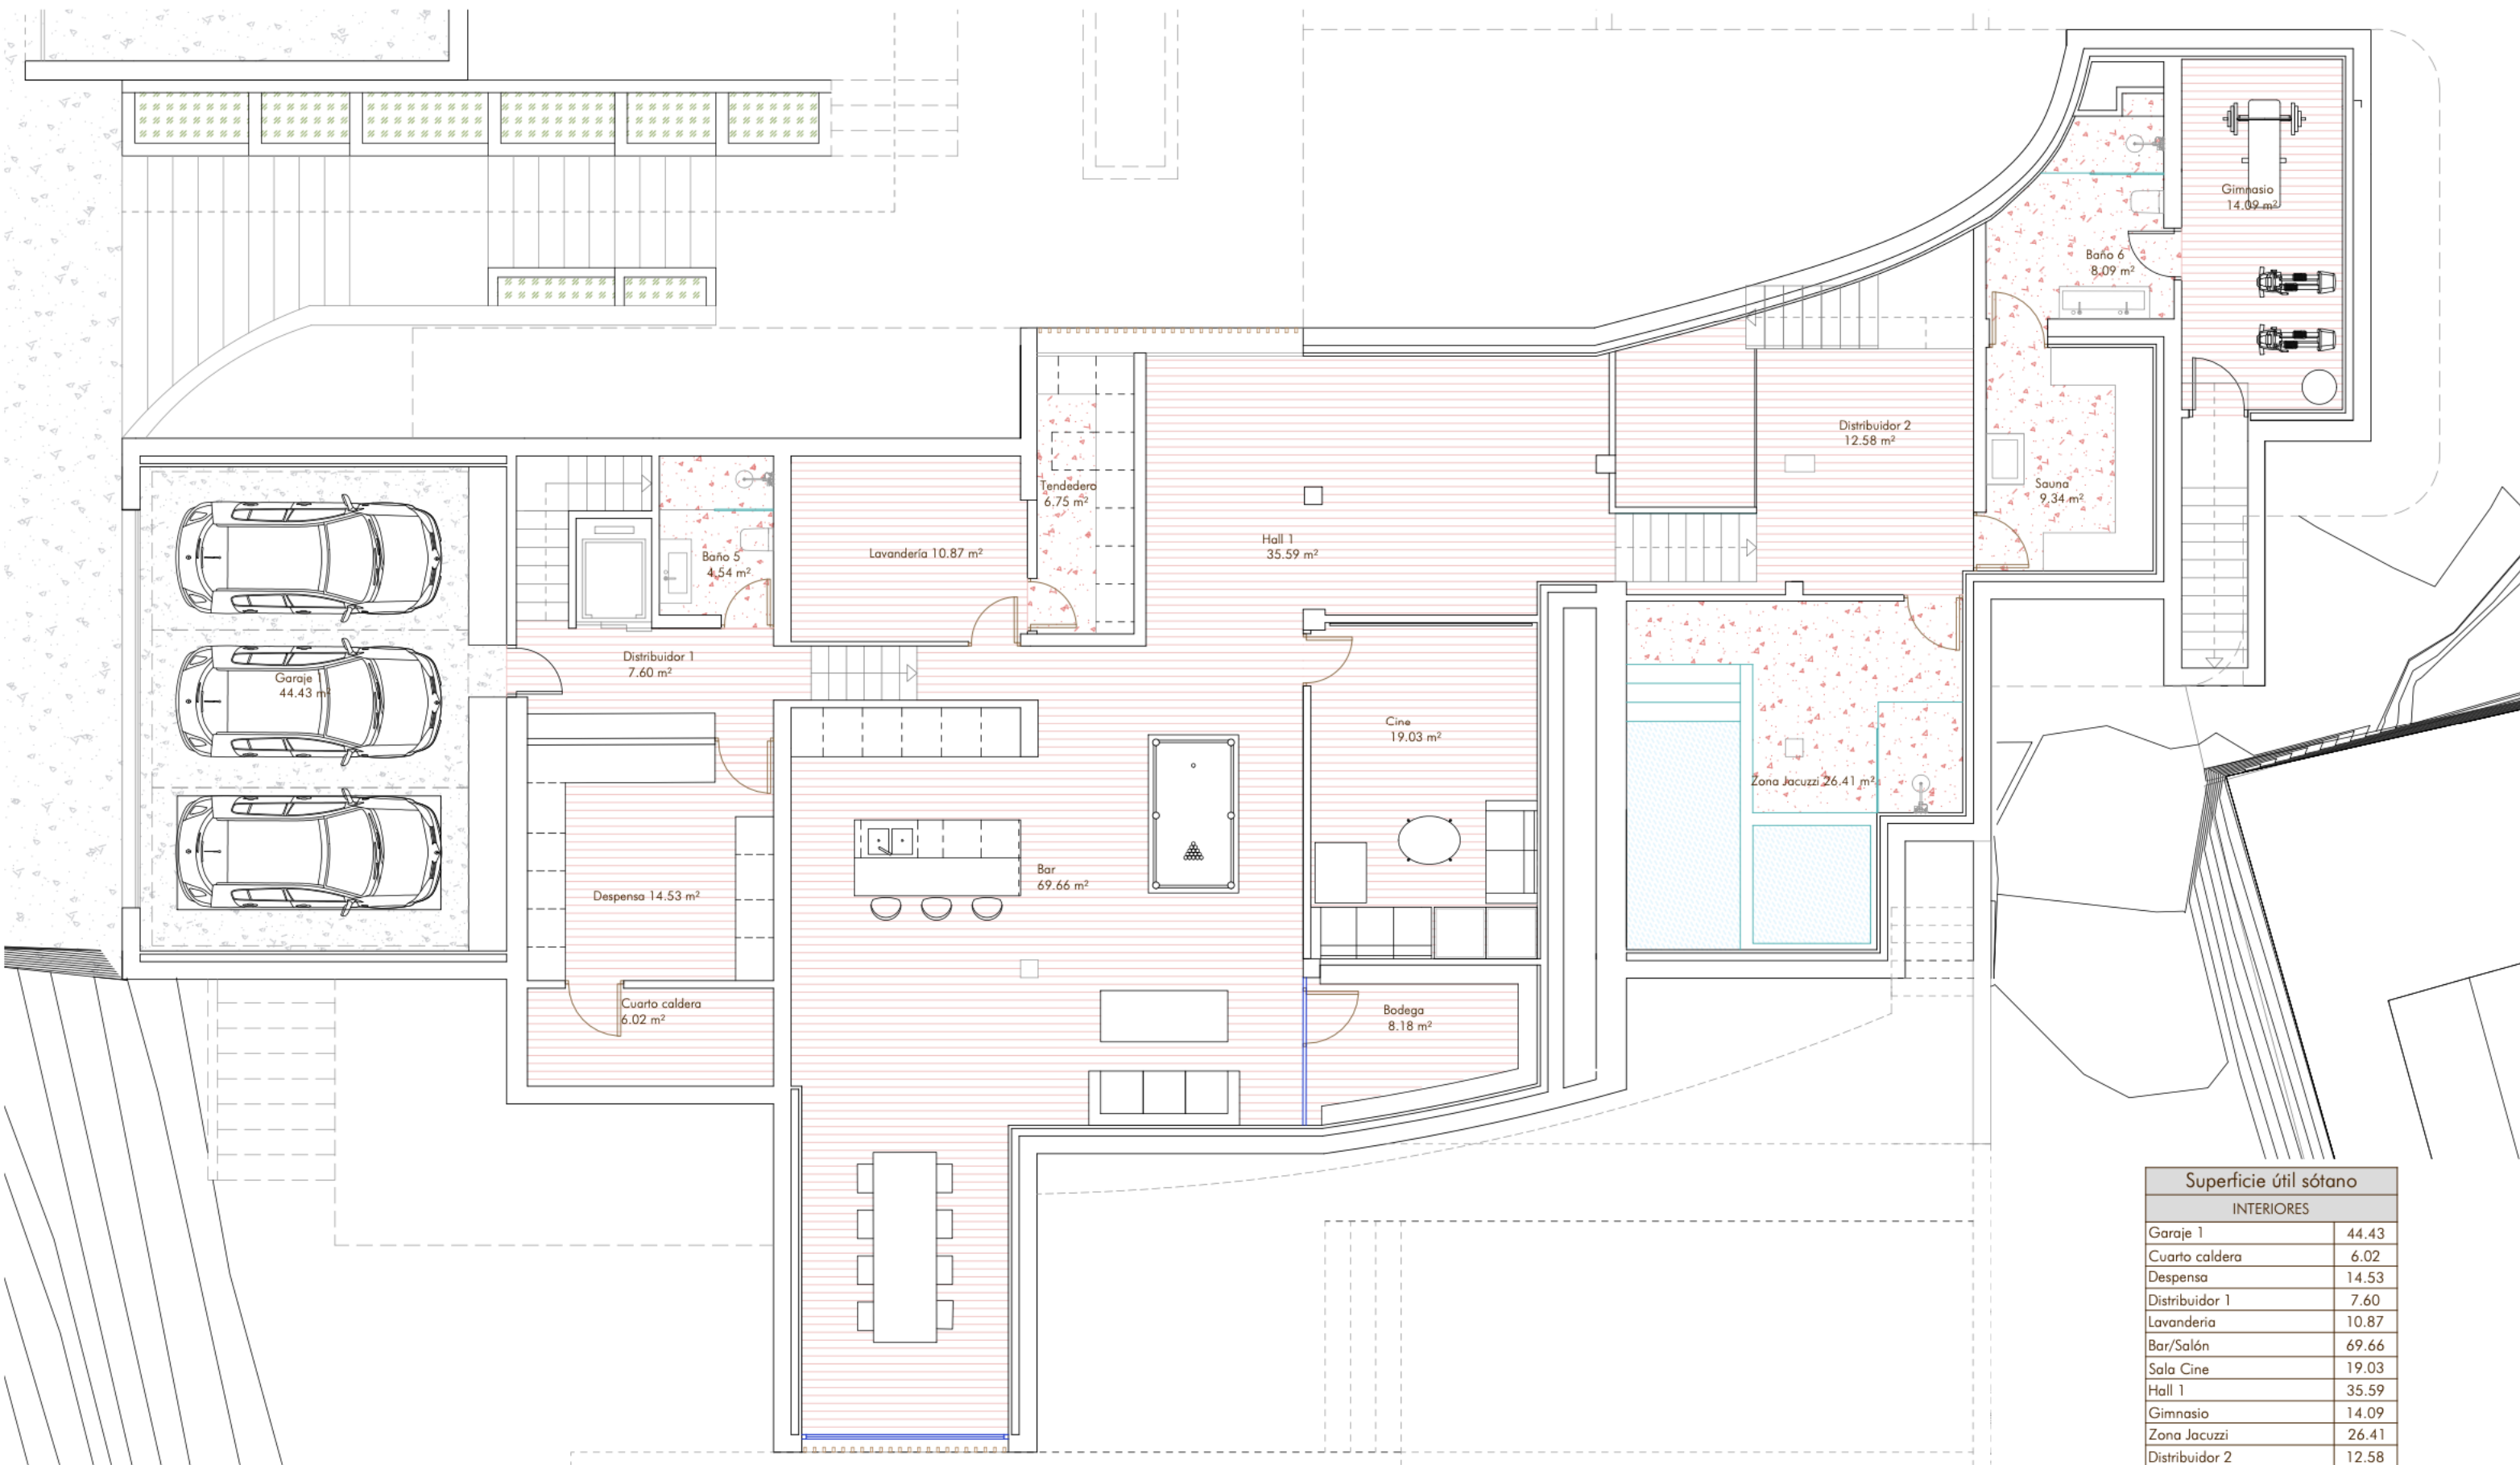 Gimnasio
14.09 m²
Baño 6
8.09 m²
Distribuidor 2
12.58 m²
Tendedero
6.75 m²
Sauna
9.34 m²
Hall 1
35.59 m²
Lavandería 10.87 m²
Baño 5
4.54 m²
Distribuidor 1
7.60 m²
Garaje
44.43 m²
Cine
19.03 m²
Zona Jacuzzi 26.41 m²
Bar
69.66 m²
Despensa 14.53 m²
Cuarto caldera
6.02 m²
Bodega
8.18 m²
Superficie útil sótano
INTERIORES
Garaje 1 44.43
Cuarto caldera 6.02
Despensa 14.53
Distribuidor 1 7.60
Lavanderia 10.87
Bar/Salón 69.66
Sala Cine 19.03
Hall 1 35.59
Gimnasio 14.09
Zona Jacuzzi 26.41
Distribuidor 2 12.58